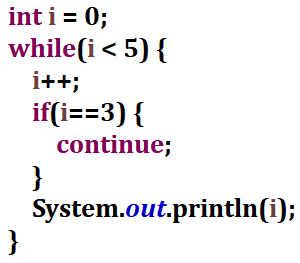 int i = 0;
while(i < 5) {
i++;
if(i==3) {
continue;
}
System.out.println(i);
}